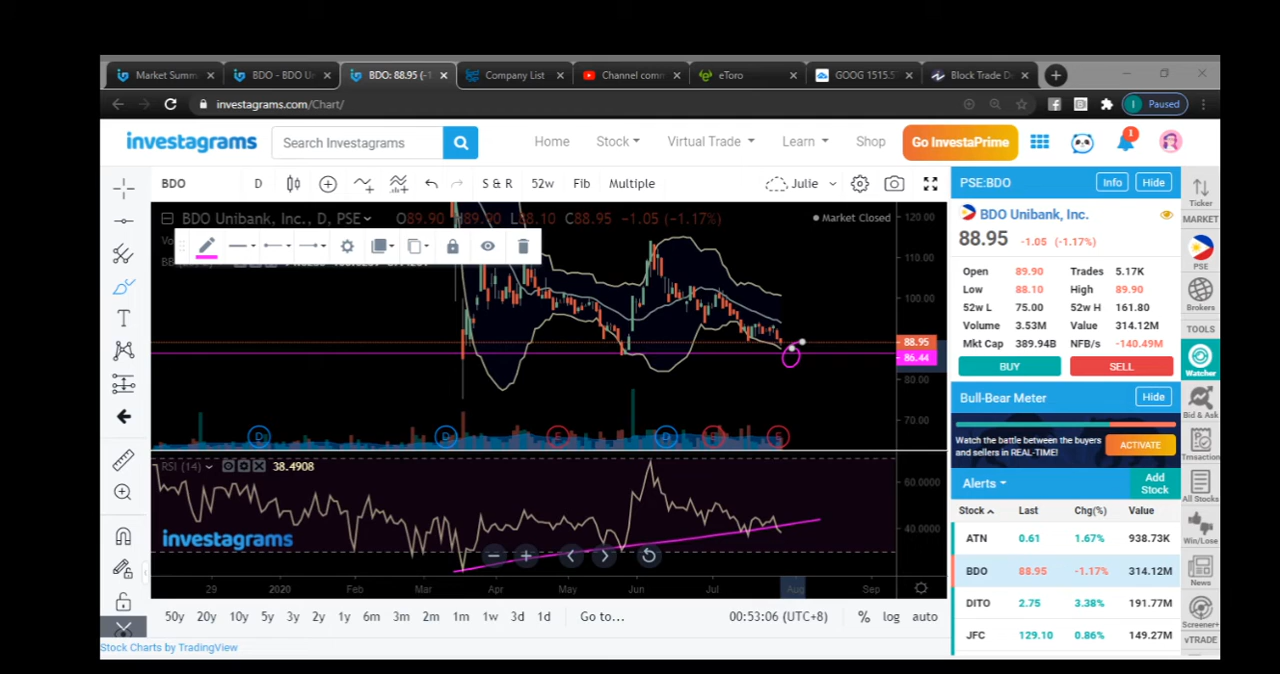 Market Summ
BDO - BDO Un
BDO: 88.95 (-1
Company List
Channel comm
eToro
GOOG 1515.5
Block Trade De
investagrams.com/Chart/
Paused
investagrams
Search Investagrams
Home
Stock
Virtual Trade
Learn
Shop
Go InvestaPrime
1
BDO
D
S & R
52w
Fib
Multiple
Julie
BDO Unibank, Inc., D, PSE
O89.90 H89.90 L88.10 C88.95 -1.05 (-1.17%)
Market Closed
120.00
110.00
100.00
88.95
86.44
80.00
70.00
D
D
E
D
E
E
RSI (14)
38.4908
60.0000
40.0000
investagrams
29
2020
Feb
Mar
Apr
May
Jun
Jul
Aug
Sep
50y
20y
10y
5y
3y
2y
1y
6m
3m
2m
1m
1w
3d
1d
Go to...
00:53:06 (UTC+8)
%
log
auto
Stock Charts by TradingView
PSE:BDO
Info
Hide
BDO Unibank, Inc.
88.95 -1.05 (-1.17%)
Open 89.90 Trades 5.17K
Low 88.10 High 89.90
52w L 75.00 52w H 161.80
Volume 3.53M Value 314.12M
Mkt Cap 389.94B NFB/s -140.49M
BUY
SELL
Bull-Bear Meter
Hide
Watch the battle between the buyers
and sellers in REAL-TIME!
ACTIVATE
Alerts
Add
Stock
Stock Last Chg(%) Value
ATN 0.61 1.67% 938.73K
BDO 88.95 -1.17% 314.12M
DITO 2.75 3.38% 191.77M
JFC 129.10 0.86% 149.27M
Ticker
MARKET
PSE
Brokers
TOOLS
Watcher
Bid & Ask
Trnsaction
All Stocks
Win/Lose
News
Screener+
vTRADE